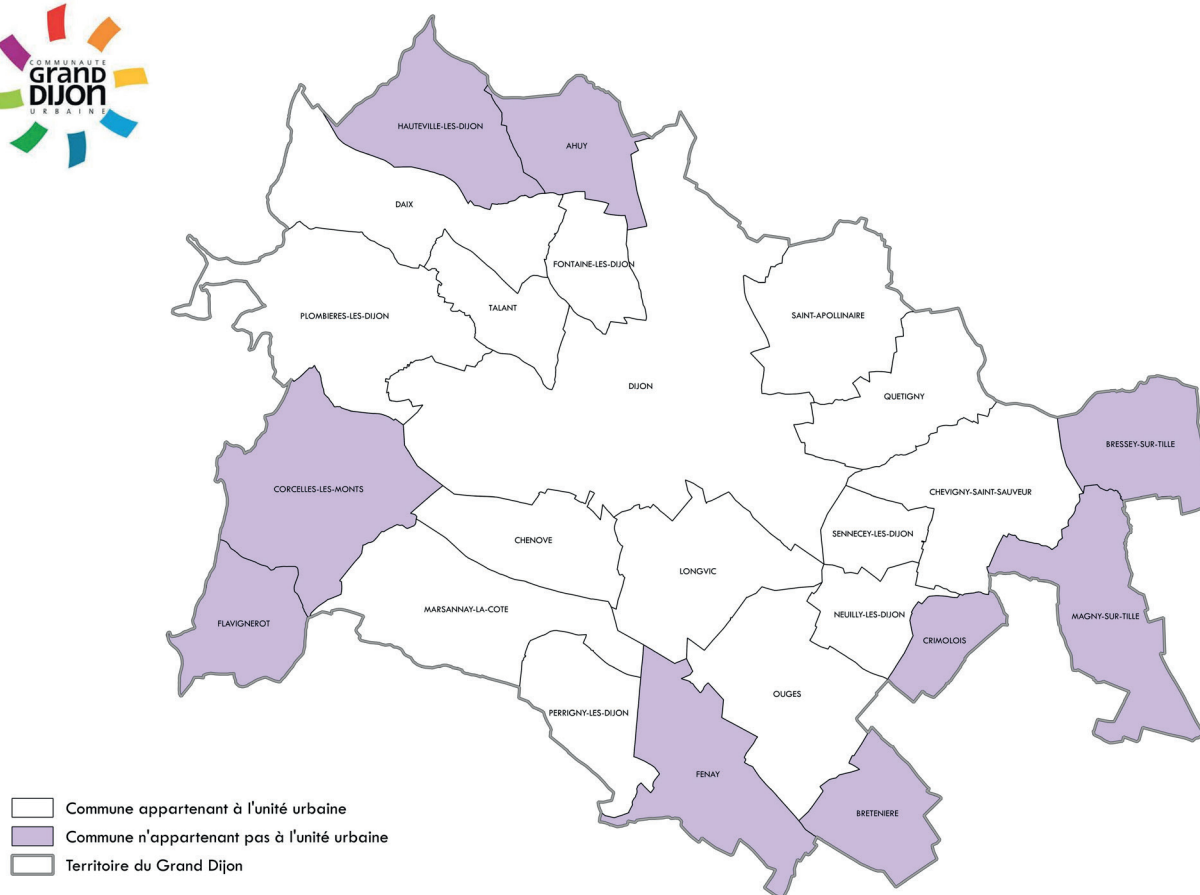 COMMUNAUTE
GRAND
DIJON
URBAINE
HAUTEVILLE-LES-DIJON
AHUY
DAIX
FONTAINE-LES-DIJON
TALANT
PLOMBIERES-LES-DIJON
SAINT-APOLLINAIRE
DIJON
QUETIGNY
BRESSEY-SUR-TILLE
CORCELLES-LES-MONTS
CHEVIGNY-SAINT-SAUVEUR
SENNECEY-LES-DIJON
CHENOVE
LONGVIC
MARSANNAY-LA-COTE
NEUILLY-LES-DIJON
MAGNY-SUR-TILLE
FLAVIGNEROT
CRIMOLOIS
OUGES
PERRIGNY-LES-DIJON
FENAY
BRETENIERE
Commune appartenant à l'unité urbaine
Commune n'appartenant pas à l'unité urbaine
Territoire du Grand Dijon